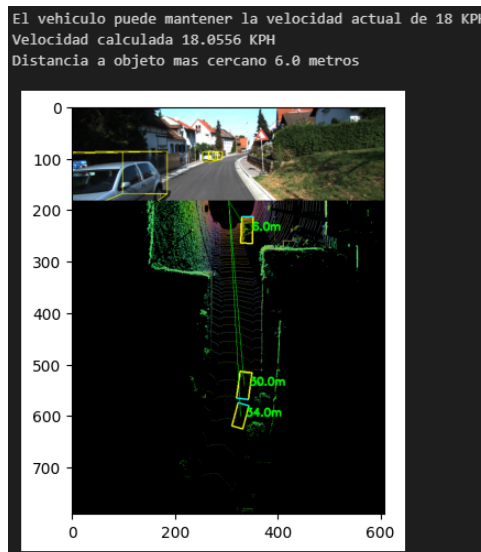 El vehiculo puede mantener la velocidad actual de 18 KPH
Velocidad calculada 18.0556 KPH
Distancia a objeto mas cercano 6.0 metros
0
100
200
6.0m
300
400
500
30.0m
600
34.0m
700
0 200 400 600